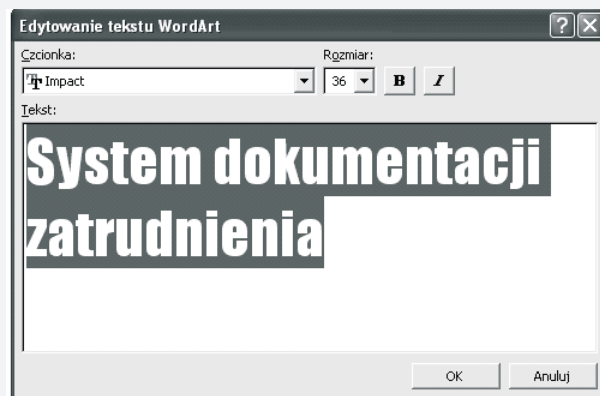 Edytowanie tekstu WordArt
Czcionka: Rozmiar:
Impact 36 B I
Tekst:
System dokumentacji
zatrudnienia
OK Anuluj